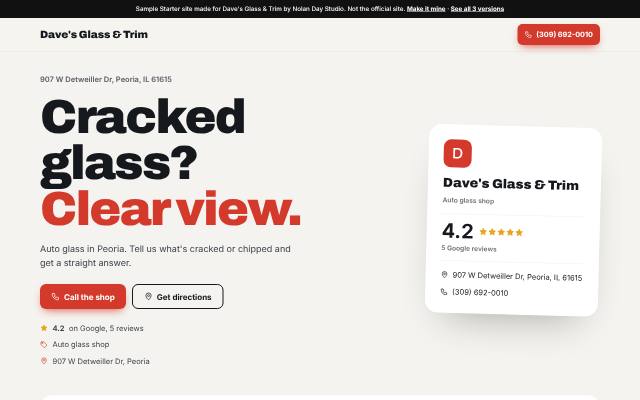 Sample Starter site made for Dave's Glass & Trim by Nolan Day Studio. Not the official site. Make it mine · See all 3 versions
Dave's Glass & Trim
(309) 692-0010
907 W Detweiller Dr, Peoria, IL 61615
Cracked
glass?
Clear view.
Auto glass in Peoria. Tell us what's cracked or chipped and
get a straight answer.
Call the shop
Get directions
4.2 on Google, 5 reviews
Auto glass shop
907 W Detweiller Dr, Peoria
D
Dave's Glass & Trim
Auto glass shop
4.2
5 Google reviews
907 W Detweiller Dr, Peoria, IL 61615
(309) 692-0010